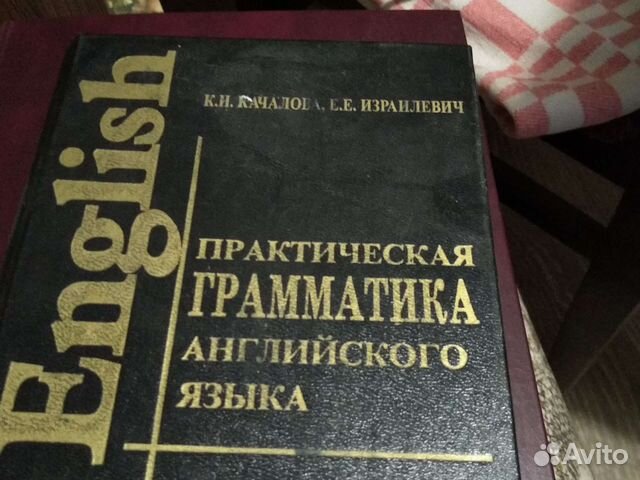 English
К.Н. КАЧАЛОВА, Е.Е. ИЗРАИЛЕВИЧ
ПРАКТИЧЕСКАЯ
ГРАММАТИКА
АНГЛИЙСКОГО
ЯЗЫКА
Avito